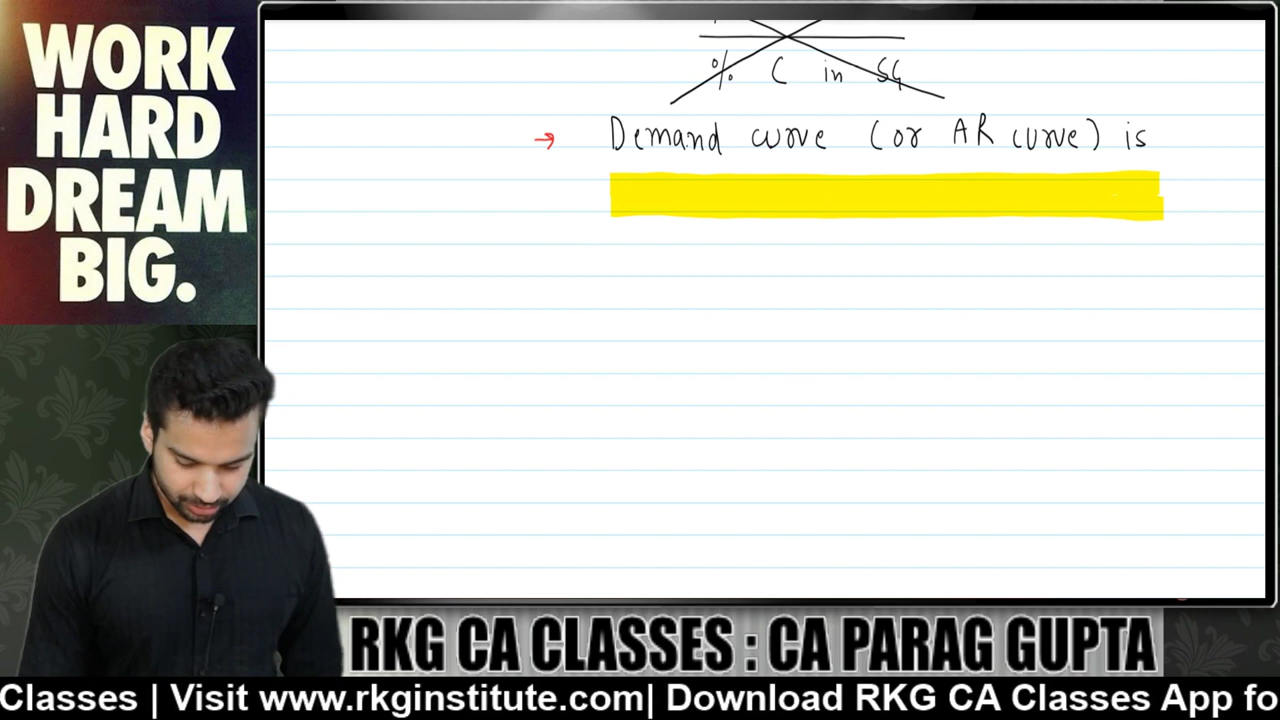 WORK
HARD
DREAM
BIG.
% C in SG
→ Demand curve (or AR curve) is
RKG CA CLASSES : CA PARAG GUPTA
Classes | Visit www.rkginstitute.com| Download RKG CA Classes App fo